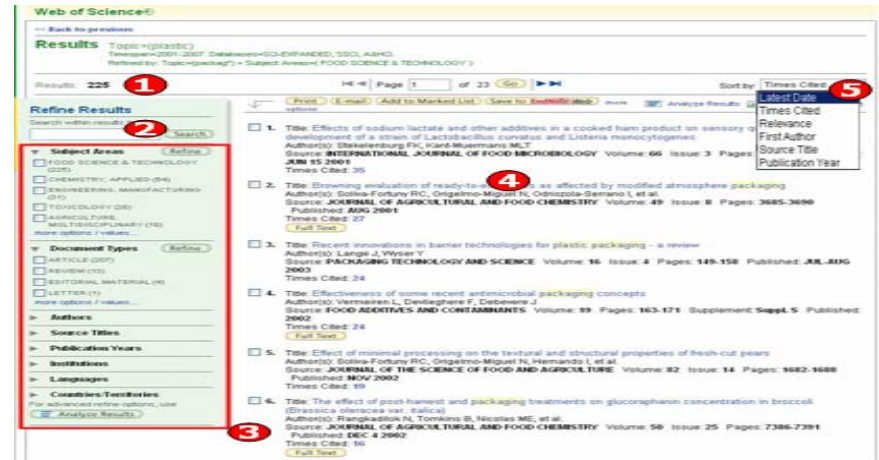 Web of Science®
<< Back to previous
Results Topic=(plastic)
Timespan=2001-2007. Databases=SCI-EXPANDED, SSCI, A&HCI.
Refined by: Topic=(packag*) + Subject Areas=( FOOD SCIENCE & TECHNOLOGY )
Results: 225
1
Page 1 of 23 Go
Sort by: Times Cited
5
Latest Date
Times Cited
Relevance
First Author
Source Title
Publication Year
Print E-mail Add to Marked List Save to EndNote Web more options
Analyze Results
Refine Results
Search within results
2
Search
Subject Areas Refine
FOOD SCIENCE & TECHNOLOGY (225)
CHEMISTRY, APPLIED (84)
ENGINEERING, MANUFACTURING (31)
TOXICOLOGY (28)
AGRICULTURE, MULTIDISCIPLINARY
more options / values...
Document Types Refine
ARTICLE (207)
REVIEW (13)
EDITORIAL MATERIAL (4)
LETTER (1)
more options / values...
Authors
Source Titles
Publication Years
Institutions
Languages
Countries/Territories
For advanced refine options, use
Analyze Results
3
1. Title: Effects of sodium lactate and other additives in a cooked ham product on sensory
development of a strain of Lactobacillus curvatus and Listeria monocytogenes
Author(s): Stekelenburg FK, Kant-Muermans MLT
Source: INTERNATIONAL JOURNAL OF FOOD MICROBIOLOGY Volume: 66 Issue: 3 Pages:
JUN 15 2001
Times Cited: 35
4
2. Title: Browning evaluation of ready-to- as affected by modified atmosphere packaging
Author(s): Soliva-Fortuny RC, Grigelmo-Miguel N, Odriozola-Serrano I, et al.
Source: JOURNAL OF AGRICULTURAL AND FOOD CHEMISTRY Volume: 49 Issue: 8 Pages: 3685-3690
Published: AUG 2001
Times Cited: 27
Full Text
3. Title: Recent innovations in barrier technologies for plastic packaging - a review
Author(s): Lange J, Wyser Y
Source: PACKAGING TECHNOLOGY AND SCIENCE Volume: 16 Issue: 4 Pages: 149-158 Published: JUL-AUG
2003
Times Cited: 24
4. Title: Effectiveness of some recent antimicrobial packaging concepts
Author(s): Vermeiren L, Devlieghere F, Debevere J
Source: FOOD ADDITIVES AND CONTAMINANTS Volume: 19 Pages: 163-171 Supplement: Suppl. S Published:
2002
Times Cited: 24
Full Text
5. Title: Effect of minimal processing on the textural and structural properties of fresh-cut pears
Author(s): Soliva-Fortuny RC, Grigelmo-Miguel N, Hernando I, et al.
Source: JOURNAL OF THE SCIENCE OF FOOD AND AGRICULTURE Volume: 82 Issue: 14 Pages: 1682-1688
Published: NOV 2002
Times Cited: 19
6. Title: The effect of post-harvest and packaging treatments on glucoraphanin concentration in broccoli
(Brassica oleracea var. italica)
Author(s): Rangkadilok N, Tomkins B, Nicolas ME, et al.
Source: JOURNAL OF AGRICULTURAL AND FOOD CHEMISTRY Volume: 50 Issue: 25 Pages: 7386-7391
Published: DEC 4 2002
Times Cited: 16
Full Text